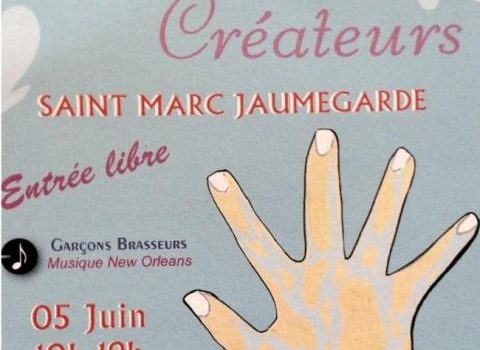 Créateurs
SAINT MARC JAUMEGARDE
Entrée libre
GARÇONS BRASSEURS
Musique New Orleans
05 Juin